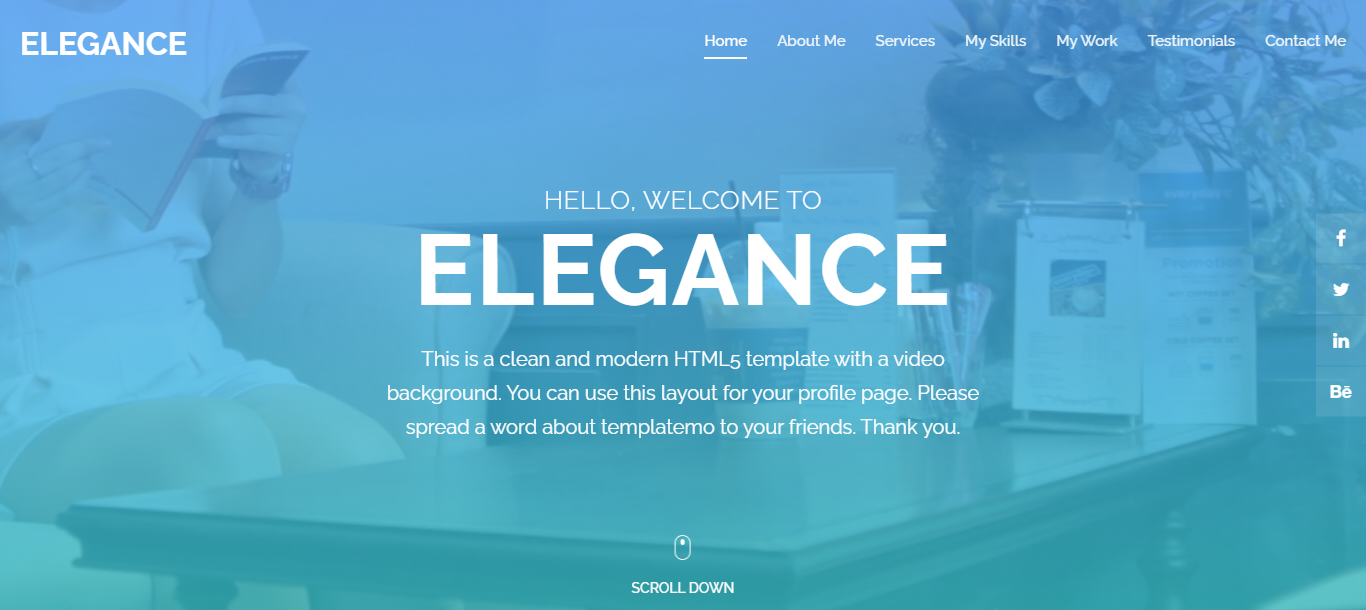 ELEGANCE
Home About Me Services My Skills My Work Testimonials Contact Me
HELLO, WELCOME TO
ELEGANCE
This is a clean and modern HTML5 template with a video
background. You can use this layout for your profile page. Please
spread a word about templatemo to your friends. Thank you.
Promotion
Bē
SCROLL DOWN